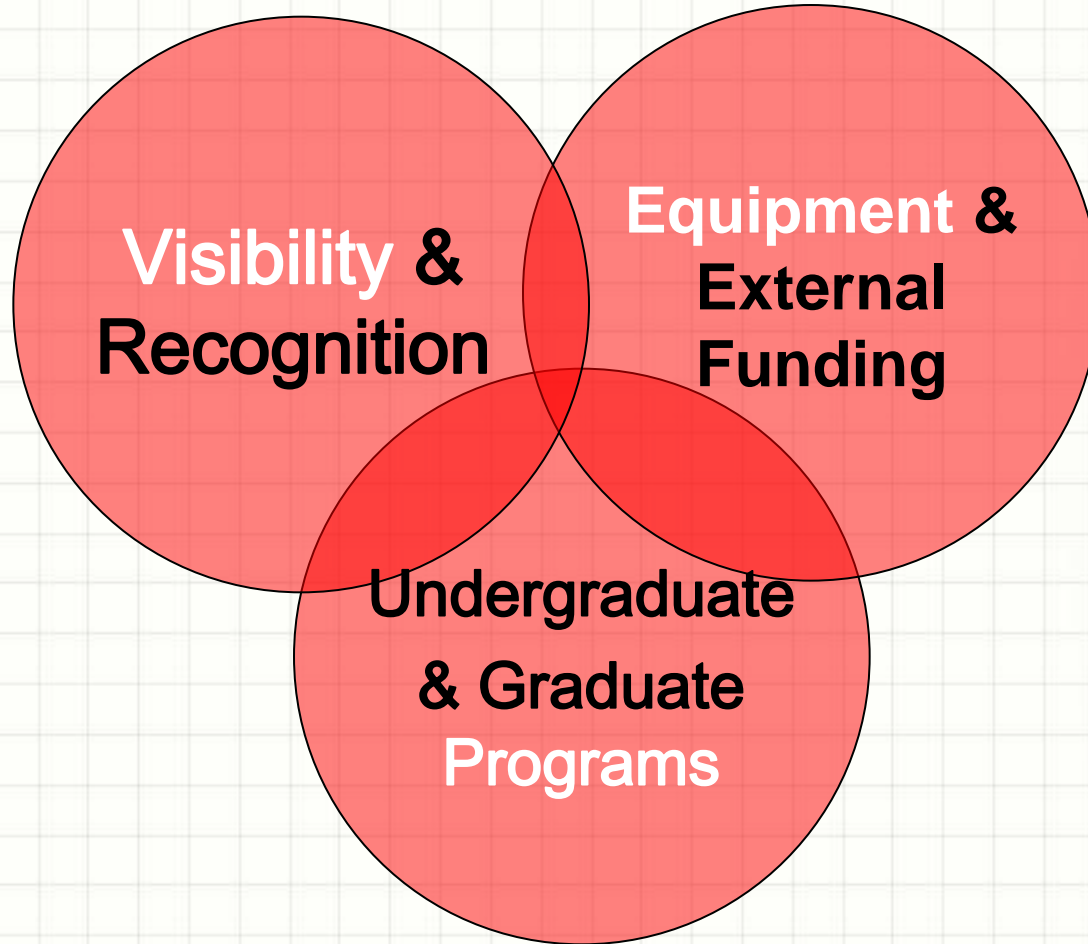 Visibility &
Recognition
Equipment &
External
Funding
Undergraduate
& Graduate
Programs